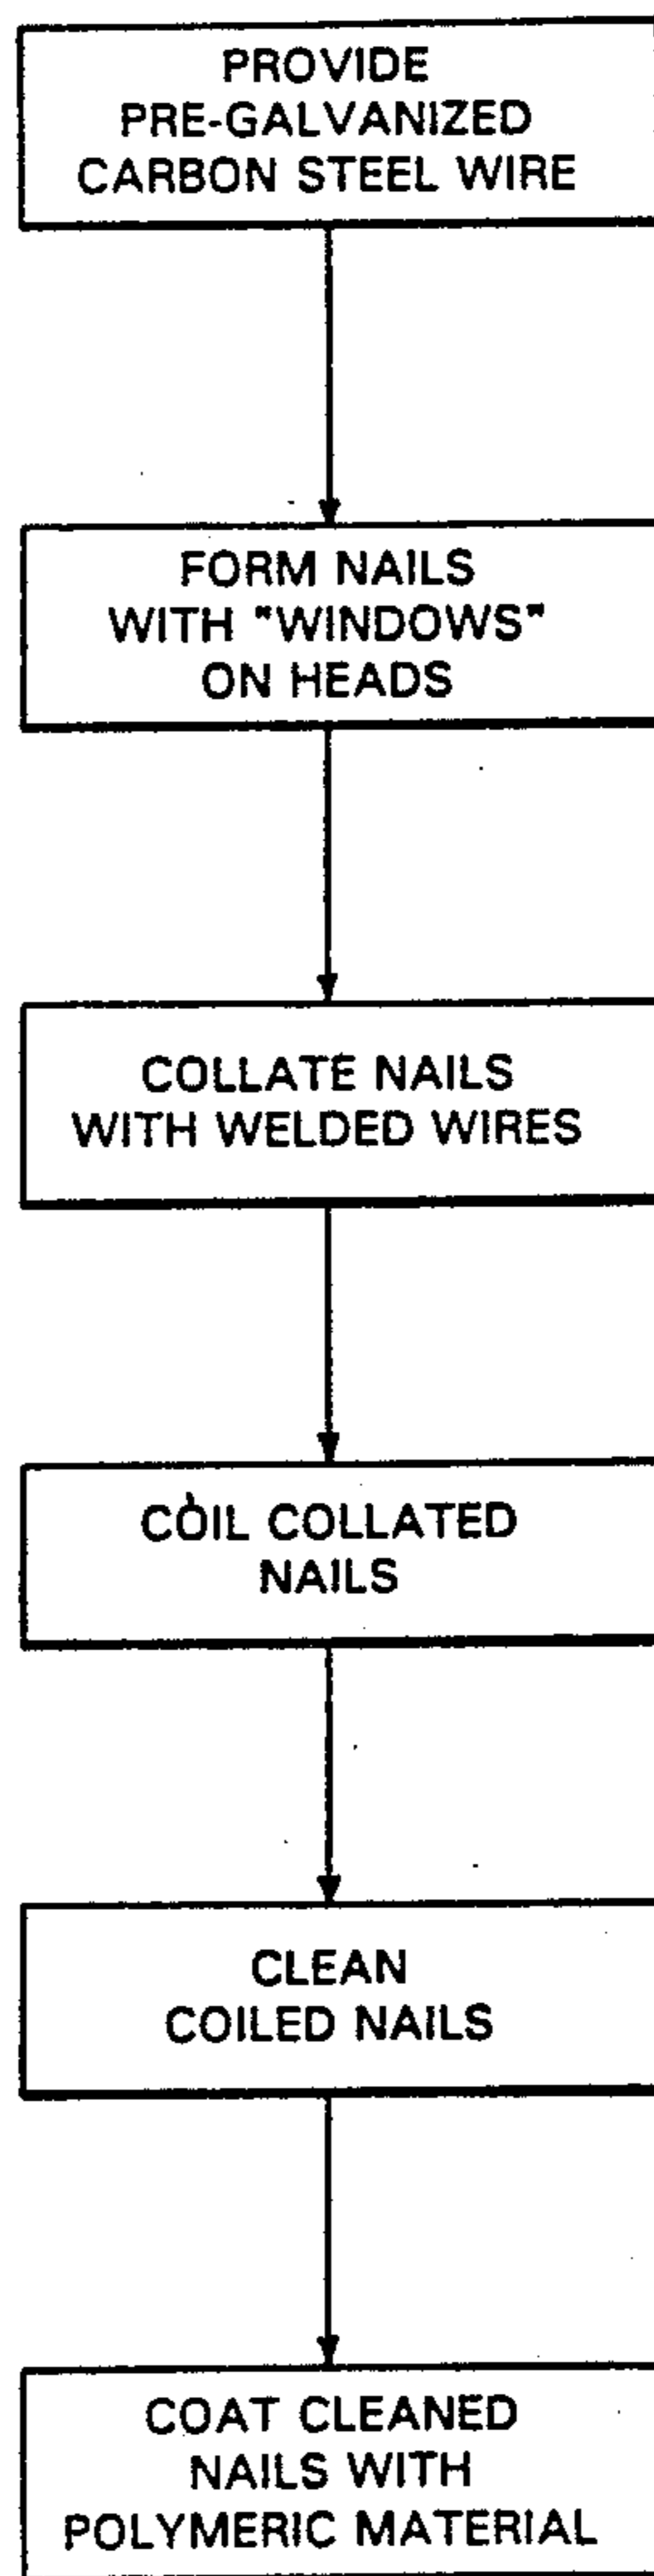 PROVIDE
PRE-GALVANIZED
CARBON STEEL WIRE
FORM NAILS
WITH "WINDOWS"
ON HEADS
COLLATE NAILS
WITH WELDED WIRES
COIL COLLATED
NAILS
CLEAN
COILED NAILS
COAT CLEANED
NAILS WITH
POLYMERIC MATERIAL